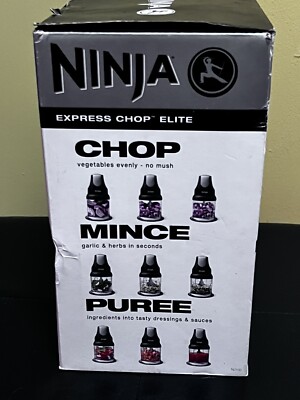 NINJA
EXPRESS CHOP™ ELITE
CHOP
vegetables evenly - no mush
MINCE
garlic & herbs in seconds
PUREE
ingredients into tasty dressings & sauces